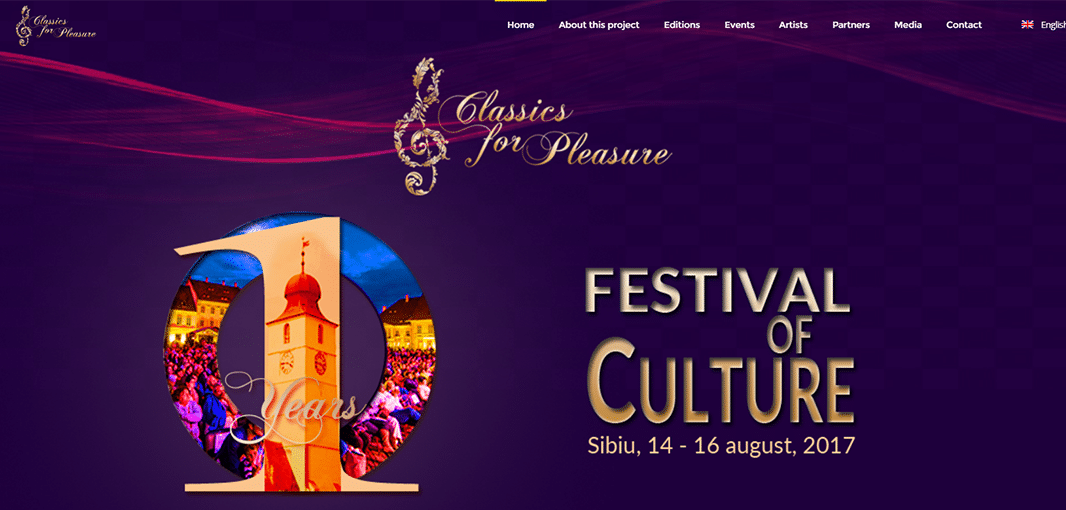 Classics
for Pleasure
Home
About this project
Editions
Events
Artists
Partners
Media
Contact
English
Classics
for Pleasure
10
Years
FESTIVAL
OF
CULTURE
Sibiu, 14 - 16 august, 2017